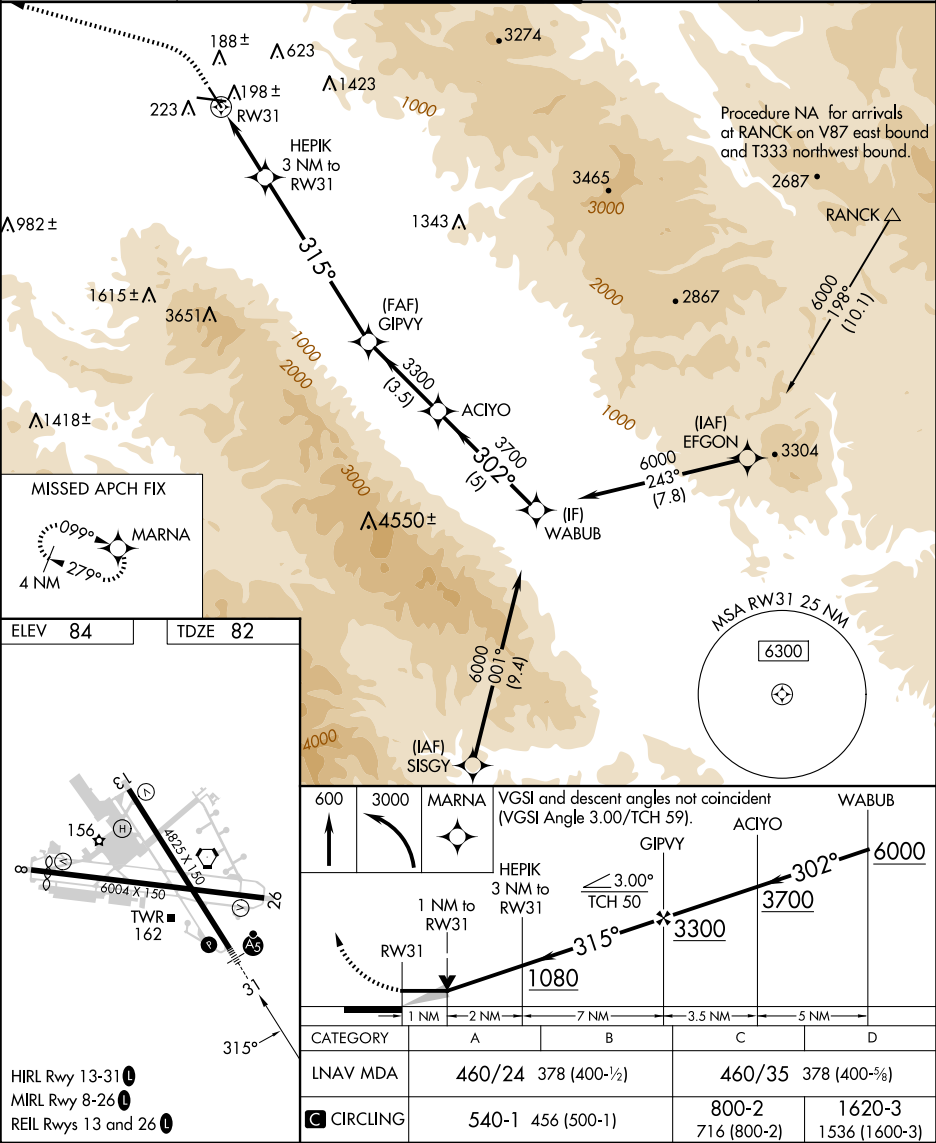 188±
623
3274
1423
198±
223
RW31
1000
Procedure NA for arrivals
at RANCK on V87 east bound
and T333 northwest bound.
HEPIK
3 NM to
RW31
2687
3465
3000
RANCK
982±
1343
315°
6000
198°
(10.1)
1615±
3651
2000
2867
(FAF)
GIPVY
1000
2000
3300
(3.5)
ACIYO
1418±
1000
(IAF)
EFGON
3304
3700
302°
(5)
6000
243°
(7.8)
3000
MISSED APCH FIX
099°
MARNA
279°
4 NM
4550±
(IF)
WABUB
MSA RW31 25 NM
6300
6000
001°
(9.4)
4000
(IAF)
SISGY
ELEV 84
TDZE 82
13
V
H
156
4825 X 150
8
V
6004 X 150
26
V
TWR
162
P
A5
31
315°
HIRL Rwy 13-31 L
MIRL Rwy 8-26 L
REIL Rwys 13 and 26 L
600
3000
MARNA
VGSI and descent angles not coincident
(VGSI Angle 3.00/TCH 59).
WABUB
ACIYO
GIPVY
HEPIK
3 NM to
RW31
1 NM to
RW31
RW31
3.00°
TCH 50
302°
6000
3700
3300
315°
1080
1 NM
2 NM
7 NM
3.5 NM
5 NM
CATEGORY A B C D
LNAV MDA 460/24 378 (400-½) 460/35 378 (400-⅝)
C CIRCLING 540-1 456 (500-1) 800-2 716 (800-2) 1620-3 1536 (1600-3)